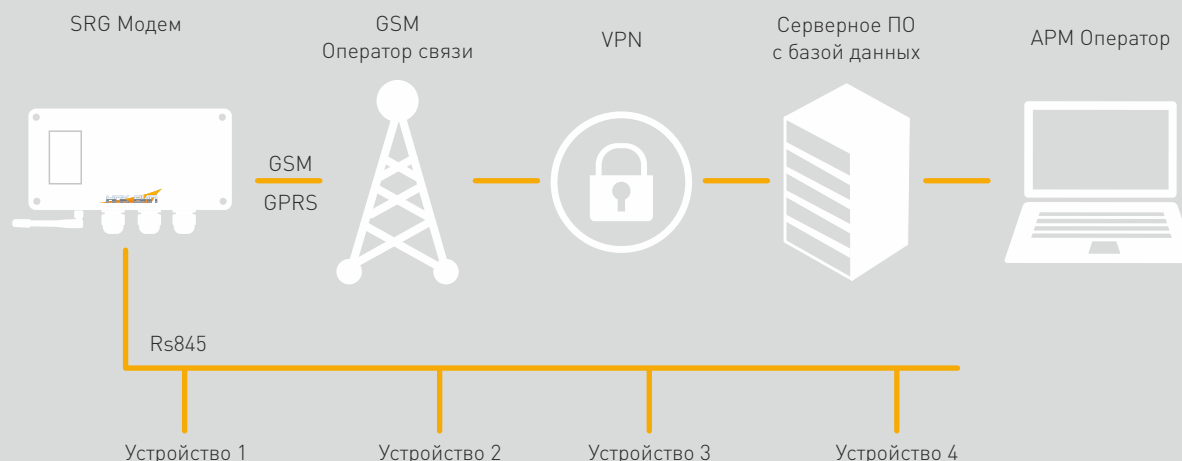 SRG Модем
GSM
Оператор связи
VPN
Серверное ПО
с базой данных
АРМ Оператор
GSM
GPRS
Rs845
Устройство 1
Устройство 2
Устройство 3
Устройство 4